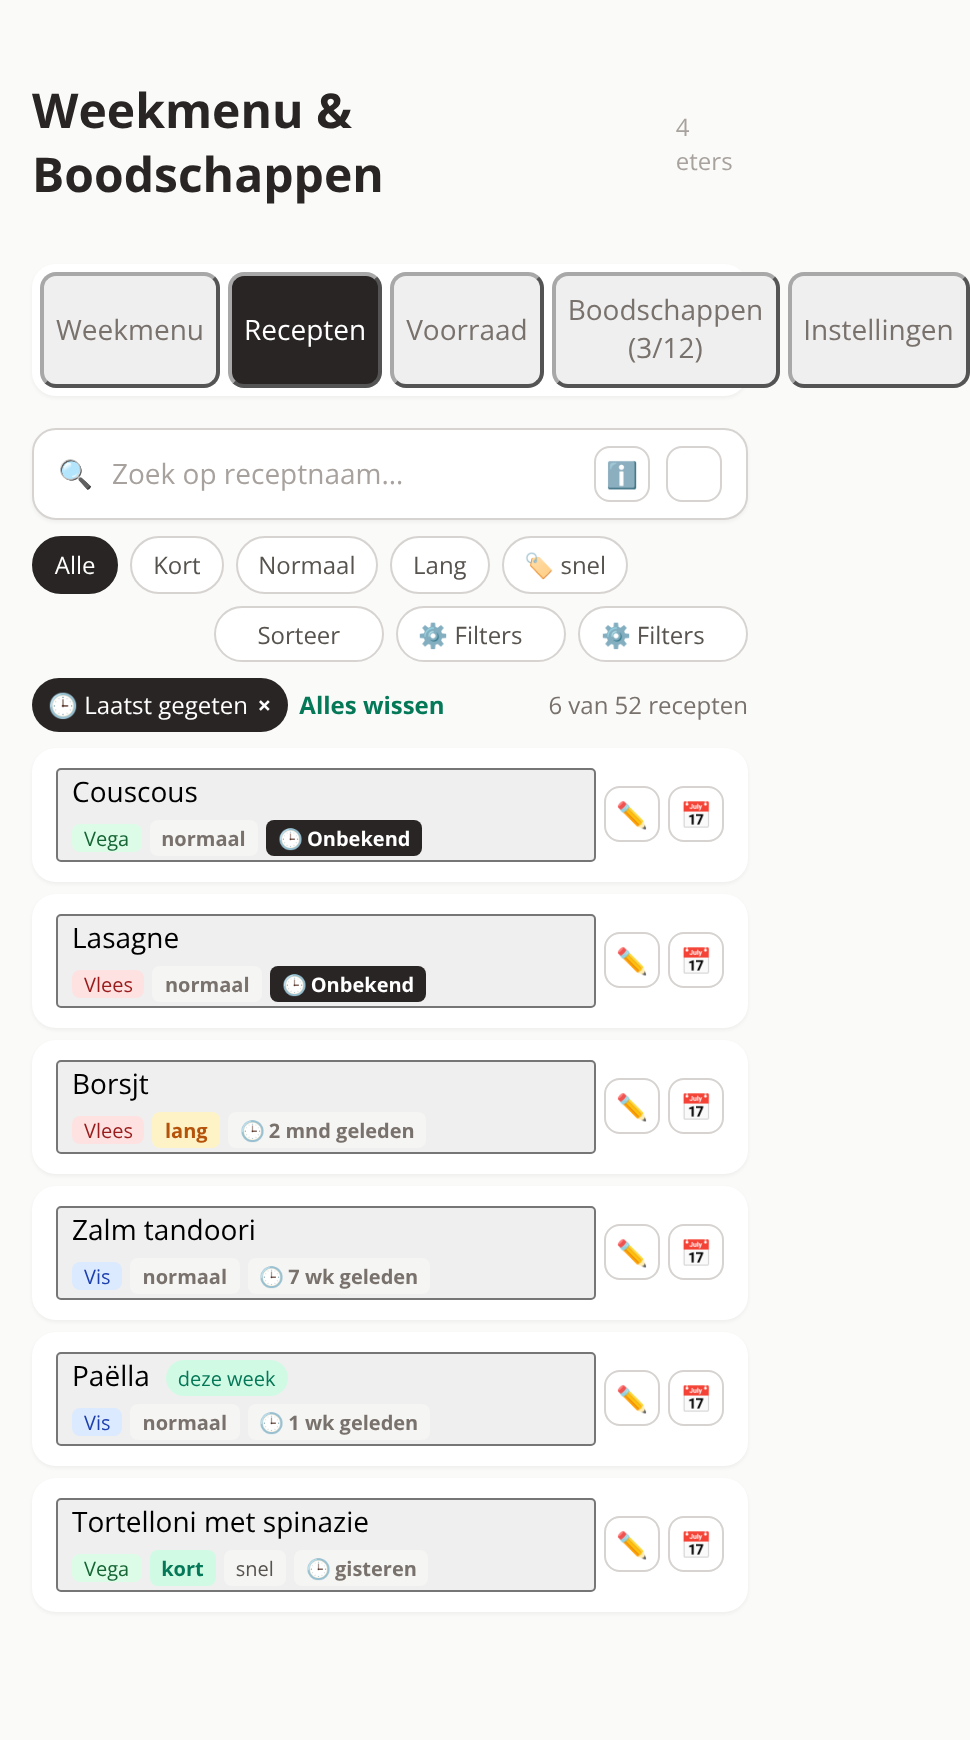 Weekmenu &
Boodschappen
4
eters
Weekmenu
Recepten
Voorraad
Boodschappen
(3/12)
Instellingen
🔍 Zoek op receptnaam... ℹ️
Alle
Kort
Normaal
Lang
🏷️ snel
Sorteer
⚙️ Filters
⚙️ Filters
🕒 Laatst gegeten ×
Alles wissen
6 van 52 recepten
Couscous
Vega normaal 🕒 Onbekend
✏️ 📅
Lasagne
Vlees normaal 🕒 Onbekend
✏️ 📅
Borsjt
Vlees lang 🕒 2 mnd geleden
✏️ 📅
Zalm tandoori
Vis normaal 🕒 7 wk geleden
✏️ 📅
Paëlla deze week
Vis normaal 🕒 1 wk geleden
✏️ 📅
Tortelloni met spinazie
Vega kort snel 🕒 gisteren
✏️ 📅